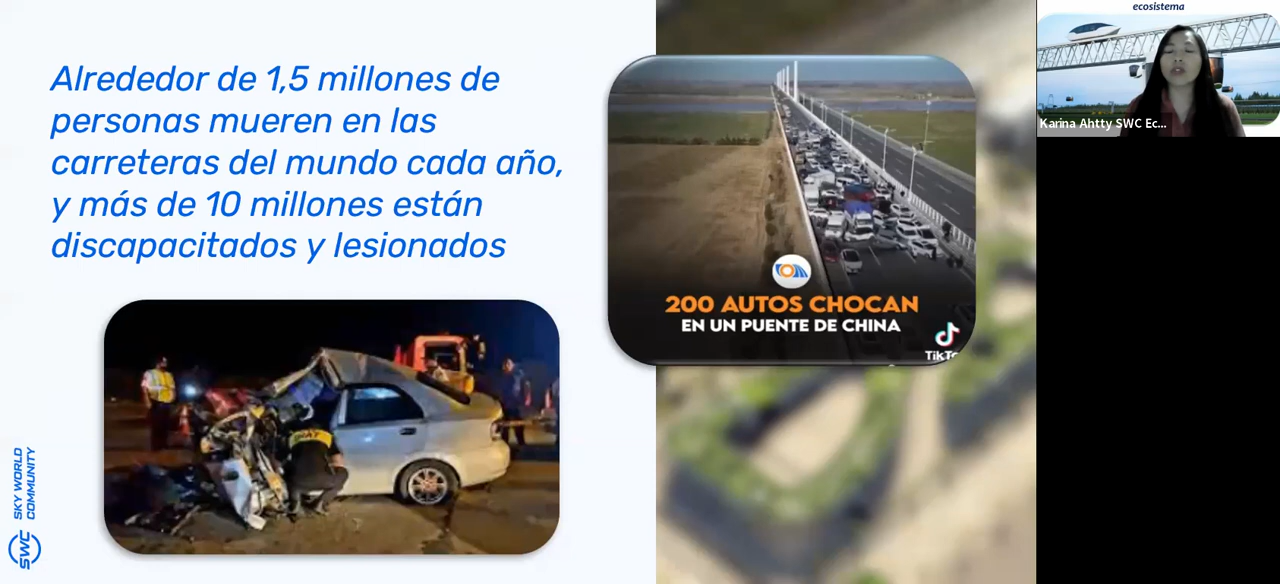 Alrededor de 1,5 millones de
personas mueren en las
carreteras del mundo cada año,
y más de 10 millones están
discapacitados y lesionados
200 AUTOS CHOCAN
EN UN PUENTE DE CHINA
TikTo
SKY WORLD
COMMUNITY
SWC
ecosistema
Karina Ahtty SWC Ec...